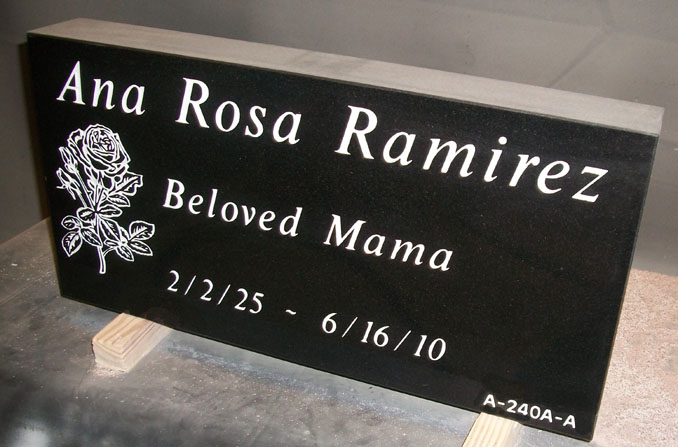 Ana Rosa Ramirez
Beloved Mama
2/2/25 ~ 6/16/10
A-240A-A